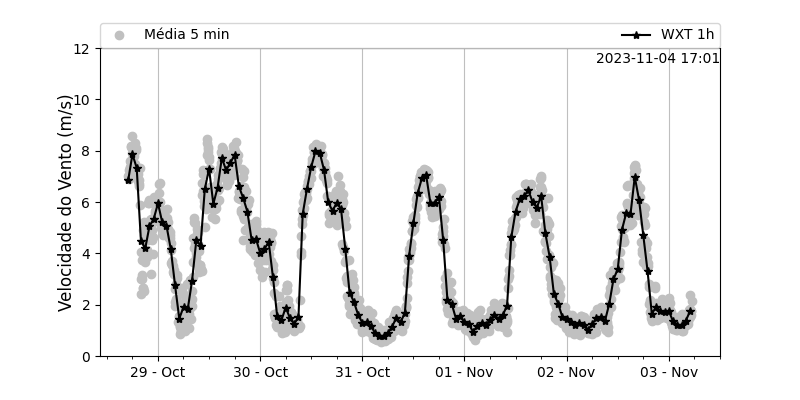 Média 5 min
WXT 1h
2023-11-04 17:01
Velocidade do Vento (m/s)
12
10
8
6
4
2
0
29 - Oct
30 - Oct
31 - Oct
01 - Nov
02 - Nov
03 - Nov